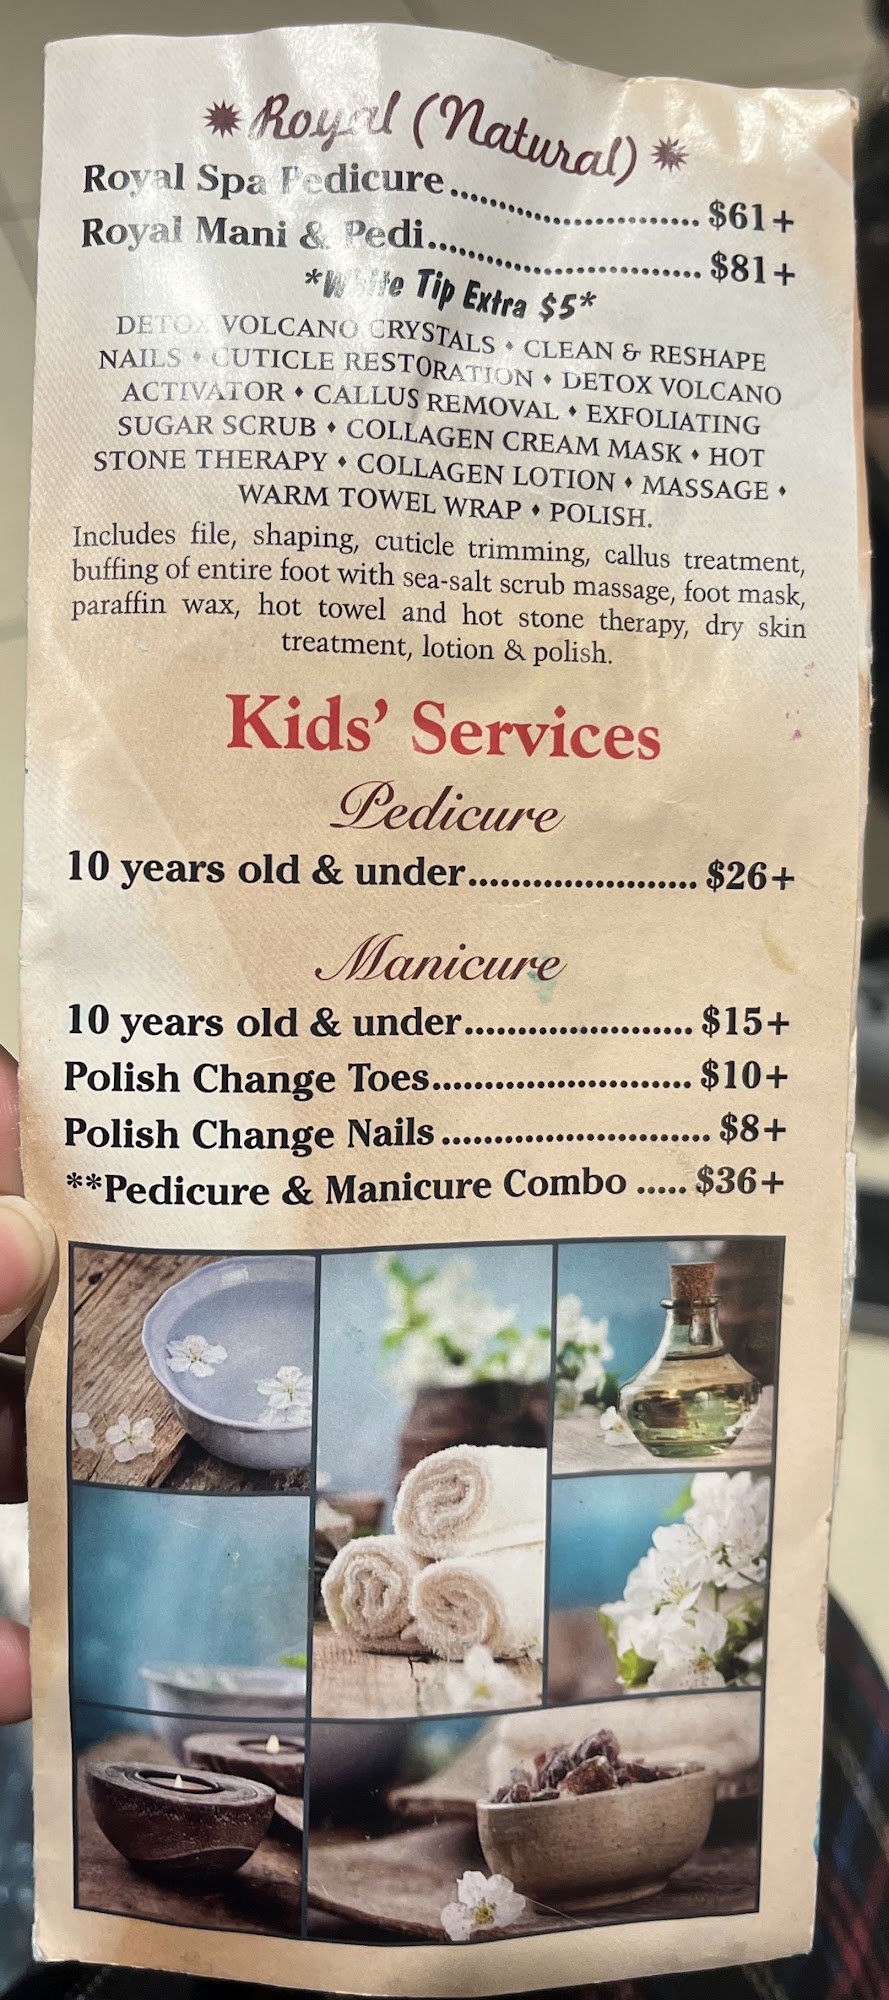 Royal (Natural)
Royal Spa Pedicure........................... $61+
Royal Mani & Pedi............................ $81+
*White Tip Extra $5*
DETOX VOLCANO CRYSTALS • CLEAN & RESHAPE
NAILS • CUTICLE RESTORATION • DETOX VOLCANO
ACTIVATOR • CALLUS REMOVAL • EXFOLIATING
SUGAR SCRUB • COLLAGEN CREAM MASK • HOT
STONE THERAPY • COLLAGEN LOTION • MASSAGE •
WARM TOWEL WRAP • POLISH.
Includes file, shaping, cuticle trimming, callus treatment,
buffing of entire foot with sea-salt scrub massage, foot mask,
paraffin wax, hot towel and hot stone therapy, dry skin
treatment, lotion & polish.
Kids' Services
Pedicure
10 years old & under...................... $26+
Manicure
10 years old & under...................... $15+
Polish Change Toes......................... $10+
Polish Change Nails.......................... $8+
**Pedicure & Manicure Combo ..... $36+